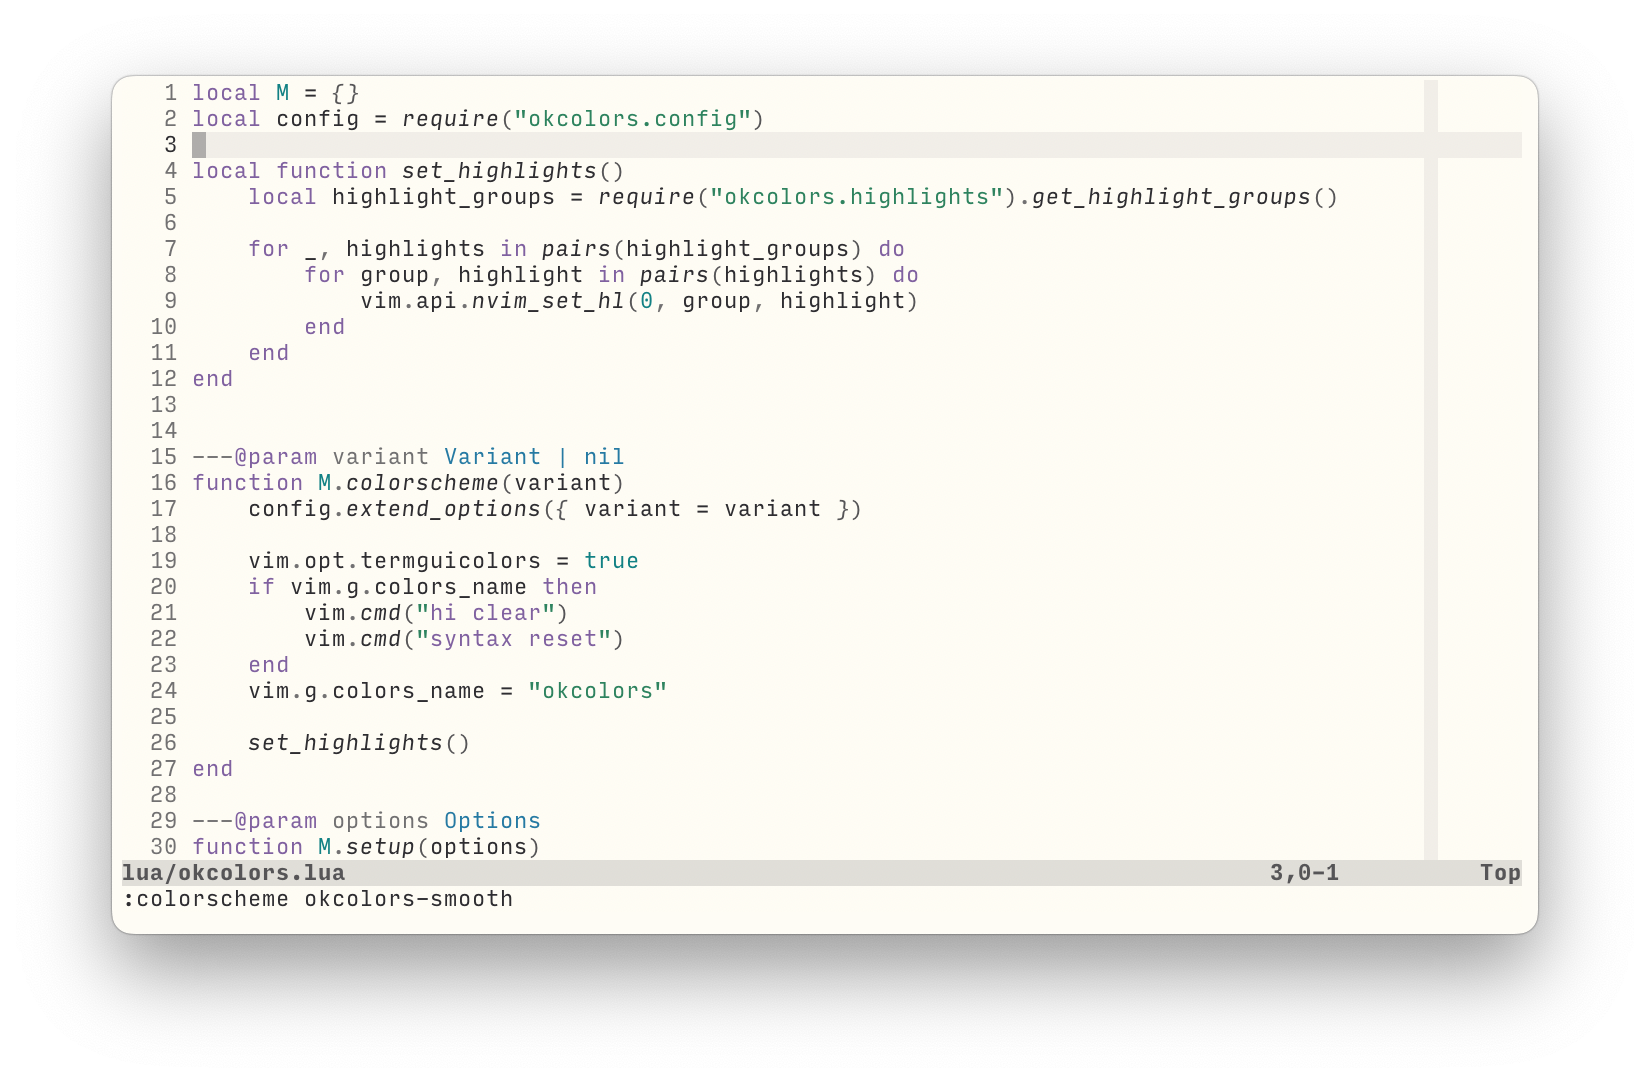 1 local M = {}
2 local config = require("okcolors.config")
3
4 local function set_highlights()
5     local highlight_groups = require("okcolors.highlights").get_highlight_groups()
6
7     for _, highlights in pairs(highlight_groups) do
8         for group, highlight in pairs(highlights) do
9             vim.api.nvim_set_hl(0, group, highlight)
10         end
11     end
12 end
13
14
15 ---@param variant Variant | nil
16 function M.colorscheme(variant)
17     config.extend_options({ variant = variant })
18
19     vim.opt.termguicolors = true
20     if vim.g.colors_name then
21         vim.cmd("hi clear")
22         vim.cmd("syntax reset")
23     end
24     vim.g.colors_name = "okcolors"
25
26     set_highlights()
27 end
28
29 ---@param options Options
30 function M.setup(options)
lua/okcolors.lua 3,0-1 Top
:colorscheme okcolors-smooth